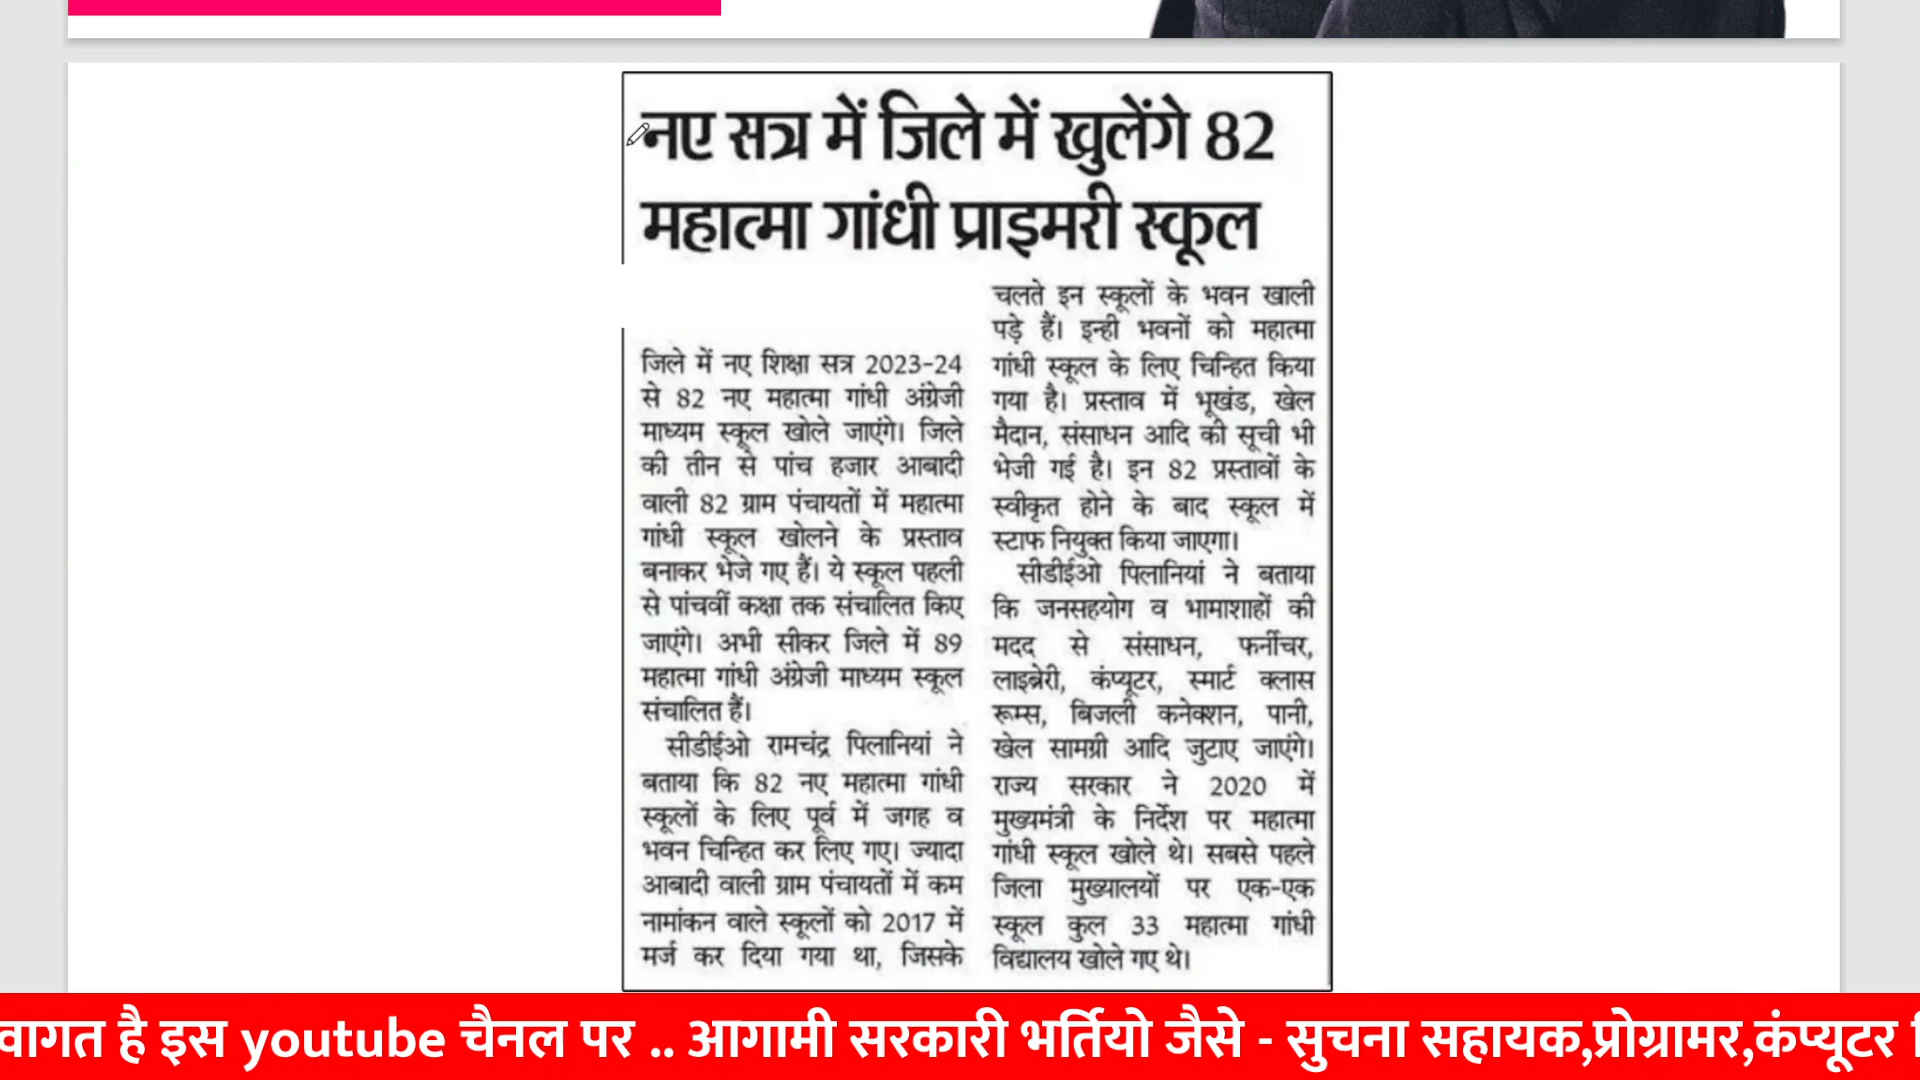 नए सत्र में जिले में खुलेंगे 82
महात्मा गांधी प्राइमरी स्कूल
जिले में नए शिक्षा सत्र 2023-24
से 82 नए महात्मा गांधी अंग्रेजी
माध्यम स्कूल खोले जाएंगे। जिले
की तीन से पांच हजार आबादी
वाली 82 ग्राम पंचायतों में महात्मा
गांधी स्कूल खोलने के प्रस्ताव
बनाकर भेजे गए हैं। ये स्कूल पहली
से पांचवीं कक्षा तक संचालित किए
जाएंगे। अभी सीकर जिले में 89
महात्मा गांधी अंग्रेजी माध्यम स्कूल
संचालित हैं।
सीडीईओ रामचंद्र पिलानियां ने
बताया कि 82 नए महात्मा गांधी
स्कूलों के लिए पूर्व में जगह व
भवन चिन्हित कर लिए गए। ज्यादा
आबादी वाली ग्राम पंचायतों में कम
नामांकन वाले स्कूलों को 2017 में
मर्ज कर दिया गया था, जिसके
चलते इन स्कूलों के भवन खाली
पड़े हैं। इन्ही भवनों को महात्मा
गांधी स्कूल के लिए चिन्हित किया
गया है। प्रस्ताव में भूखंड, खेल
मैदान, संसाधन आदि की सूची भी
भेजी गई है। इन 82 प्रस्तावों के
स्वीकृत होने के बाद स्कूल में
स्टाफ नियुक्त किया जाएगा।
सीडीईओ पिलानियां ने बताया
कि जनसहयोग व भामाशाहों की
मदद से संसाधन, फर्नीचर,
लाइब्रेरी, कंप्यूटर, स्मार्ट क्लास
रूम्स, बिजली कनेक्शन, पानी,
खेल सामग्री आदि जुटाए जाएंगे।
राज्य सरकार ने 2020 में
मुख्यमंत्री के निर्देश पर महात्मा
गांधी स्कूल खोले थे। सबसे पहले
जिला मुख्यालयों पर एक-एक
स्कूल कुल 33 महात्मा गांधी
विद्यालय खोले गए थे।
वागत है इस youtube चैनल पर .. आगामी सरकारी भर्तियो जैसे - सुचना सहायक,प्रोग्रामर,कंप्यूटर